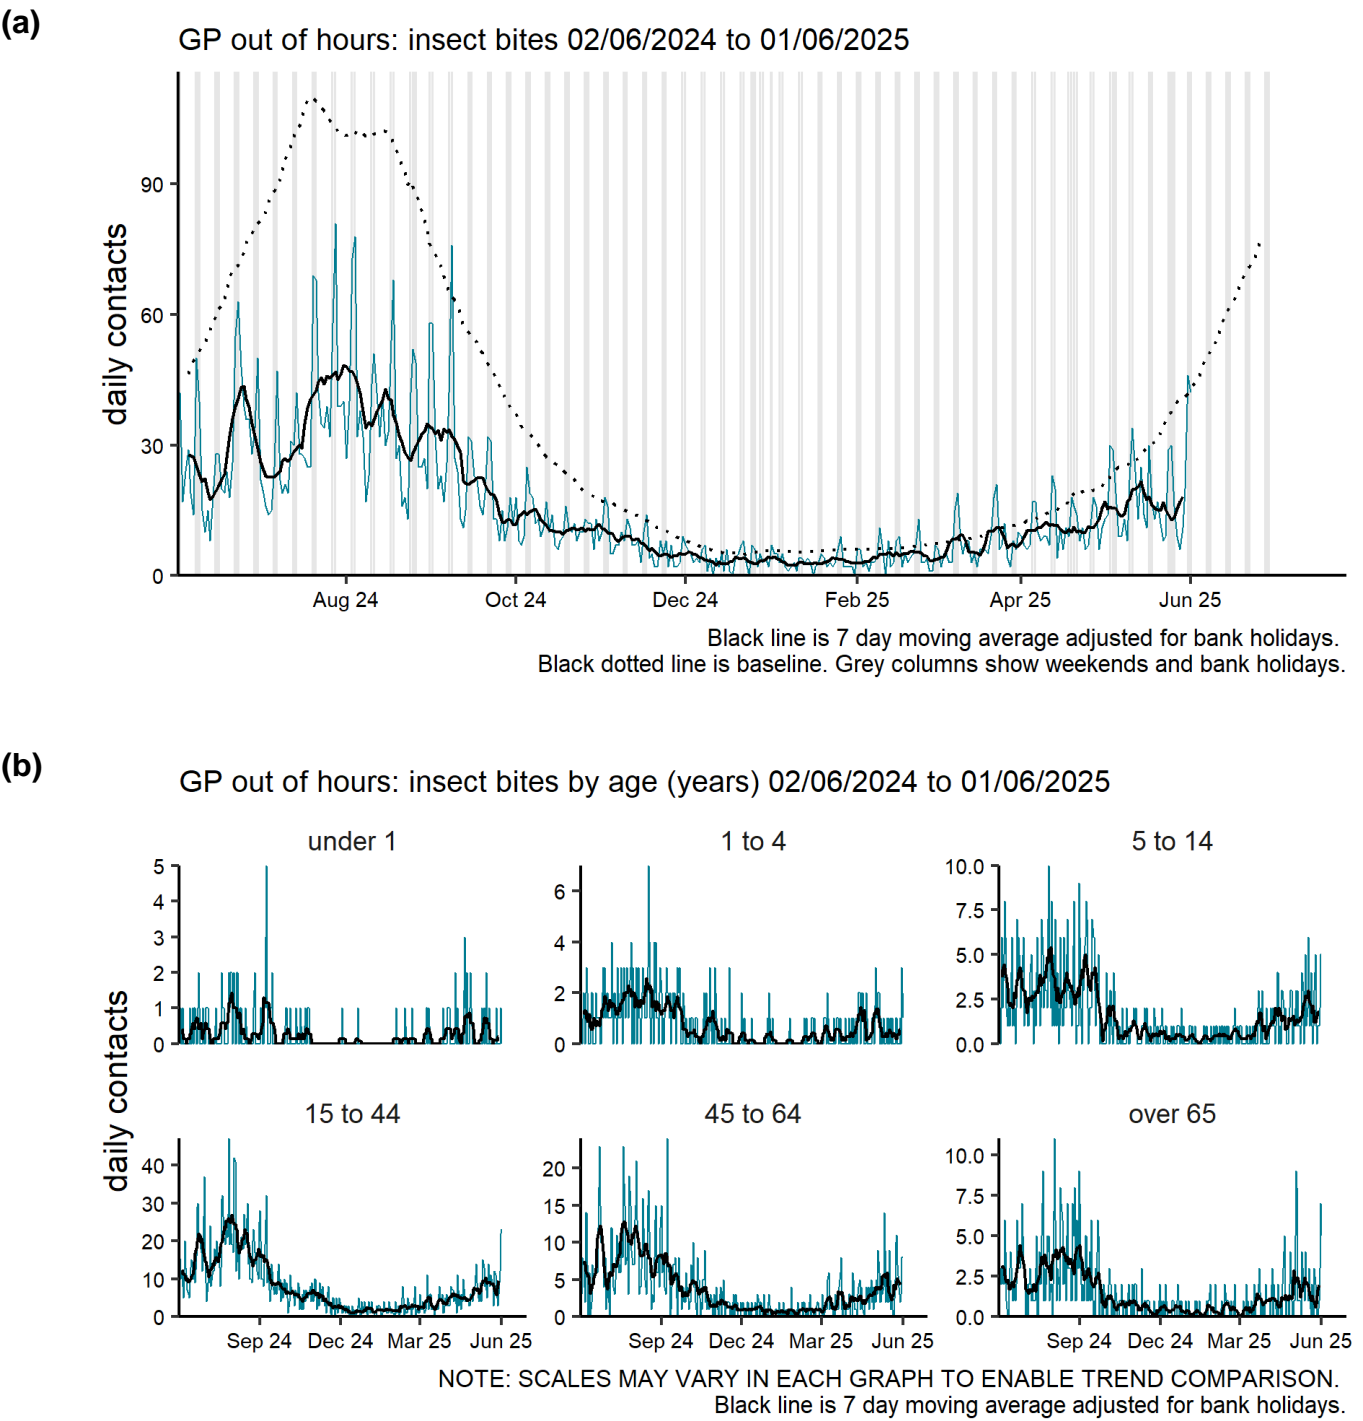 (a)
GP out of hours: insect bites 02/06/2024 to 01/06/2025
daily contacts
90
60
30
0
Aug 24 Oct 24 Dec 24 Feb 25 Apr 25 Jun 25
Black line is 7 day moving average adjusted for bank holidays.
Black dotted line is baseline. Grey columns show weekends and bank holidays.
(b)
GP out of hours: insect bites by age (years) 02/06/2024 to 01/06/2025
daily contacts
under 1
5
4
3
2
1
0
1 to 4
6
4
2
0
5 to 14
10.0
7.5
5.0
2.5
0.0
15 to 44
40
30
20
10
0
Sep 24 Dec 24 Mar 25 Jun 25
45 to 64
20
15
10
5
0
Sep 24 Dec 24 Mar 25 Jun 25
over 65
10.0
7.5
5.0
2.5
0.0
Sep 24 Dec 24 Mar 25 Jun 25
NOTE: SCALES MAY VARY IN EACH GRAPH TO ENABLE TREND COMPARISON.
Black line is 7 day moving average adjusted for bank holidays.